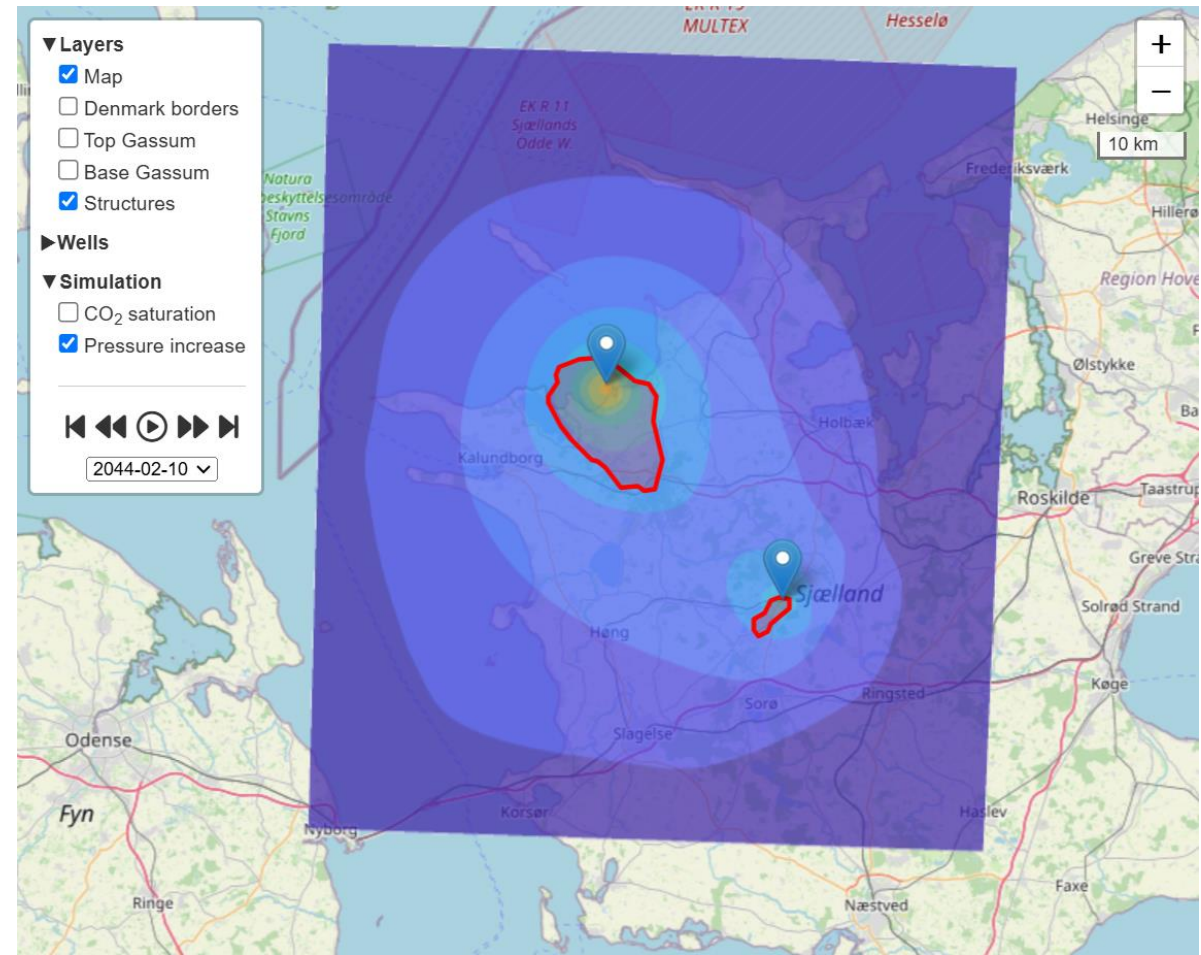 ▼Layers
Map
Denmark borders
Top Gassum
Base Gassum
Structures
▶Wells
▼Simulation
CO₂ saturation
Pressure increase
2044-02-10
+
−
10 km
MULTEX
Hesselø
EK R 11
Sjællands
Odde W.
Natura
beskyttelsesområde
Stavns
Fjord
Helsinge
Frederiksværk
Hillerø
Region Hove
Ølstykke
Ba
Holbæk
Kalundborg
Roskilde
Taastrup
Greve Stra
Sjælland
Solrød Strand
Høng
Køge
Sorø
Ringsted
Slagelse
Odense
Fyn
Korsør
Nyborg
Haslev
Faxe
Ringe
Næstved